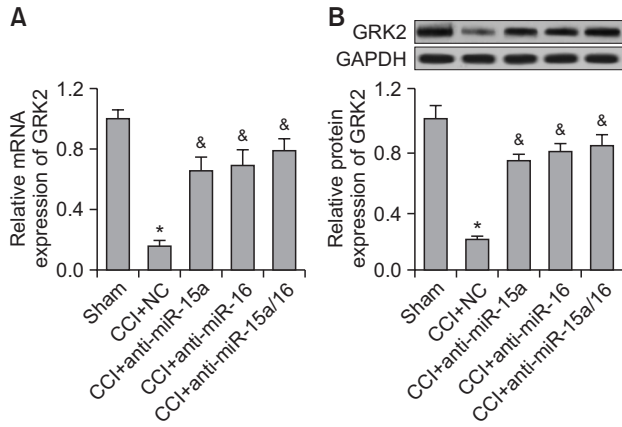 A
Relative mRNA
expression of GRK2
1.2
0.8
0.4
0.0
*
&
&
&
Sham
CCI+NC
CCI+anti-miR-15a
CCI+anti-miR-16
CCI+anti-miR-15a/16
B
GRK2
GAPDH
Relative protein
expression of GRK2
1.2
0.8
0.4
0.0
*
&
&
&
Sham
CCI+NC
CCI+anti-miR-15a
CCI+anti-miR-16
CCI+anti-miR-15a/16